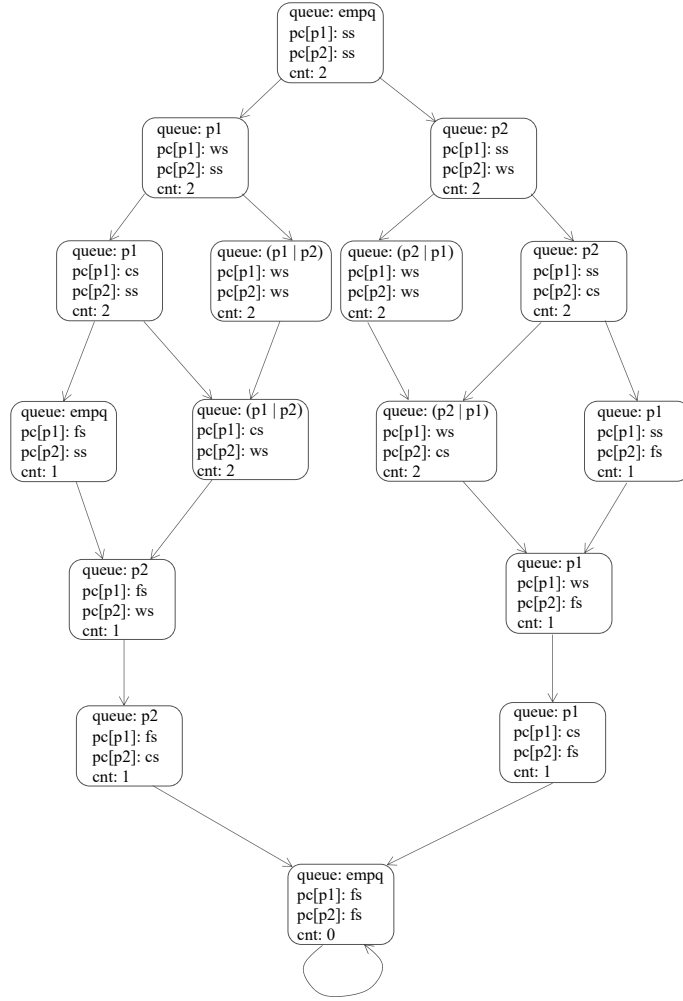 queue: empq
pc[p1]: ss
pc[p2]: ss
cnt: 2
queue: p1
pc[p1]: ws
pc[p2]: ss
cnt: 2
queue: p2
pc[p1]: ss
pc[p2]: ws
cnt: 2
queue: p1
pc[p1]: cs
pc[p2]: ss
cnt: 2
queue: (p1 | p2)
pc[p1]: ws
pc[p2]: ws
cnt: 2
queue: (p2 | p1)
pc[p1]: ws
pc[p2]: ws
cnt: 2
queue: p2
pc[p1]: ss
pc[p2]: cs
cnt: 2
queue: empq
pc[p1]: fs
pc[p2]: ss
cnt: 1
queue: (p1 | p2)
pc[p1]: cs
pc[p2]: ws
cnt: 2
queue: (p2 | p1)
pc[p1]: ws
pc[p2]: cs
cnt: 2
queue: p1
pc[p1]: ss
pc[p2]: fs
cnt: 1
queue: p2
pc[p1]: fs
pc[p2]: ws
cnt: 1
queue: p1
pc[p1]: ws
pc[p2]: fs
cnt: 1
queue: p2
pc[p1]: fs
pc[p2]: cs
cnt: 1
queue: p1
pc[p1]: cs
pc[p2]: fs
cnt: 1
queue: empq
pc[p1]: fs
pc[p2]: fs
cnt: 0